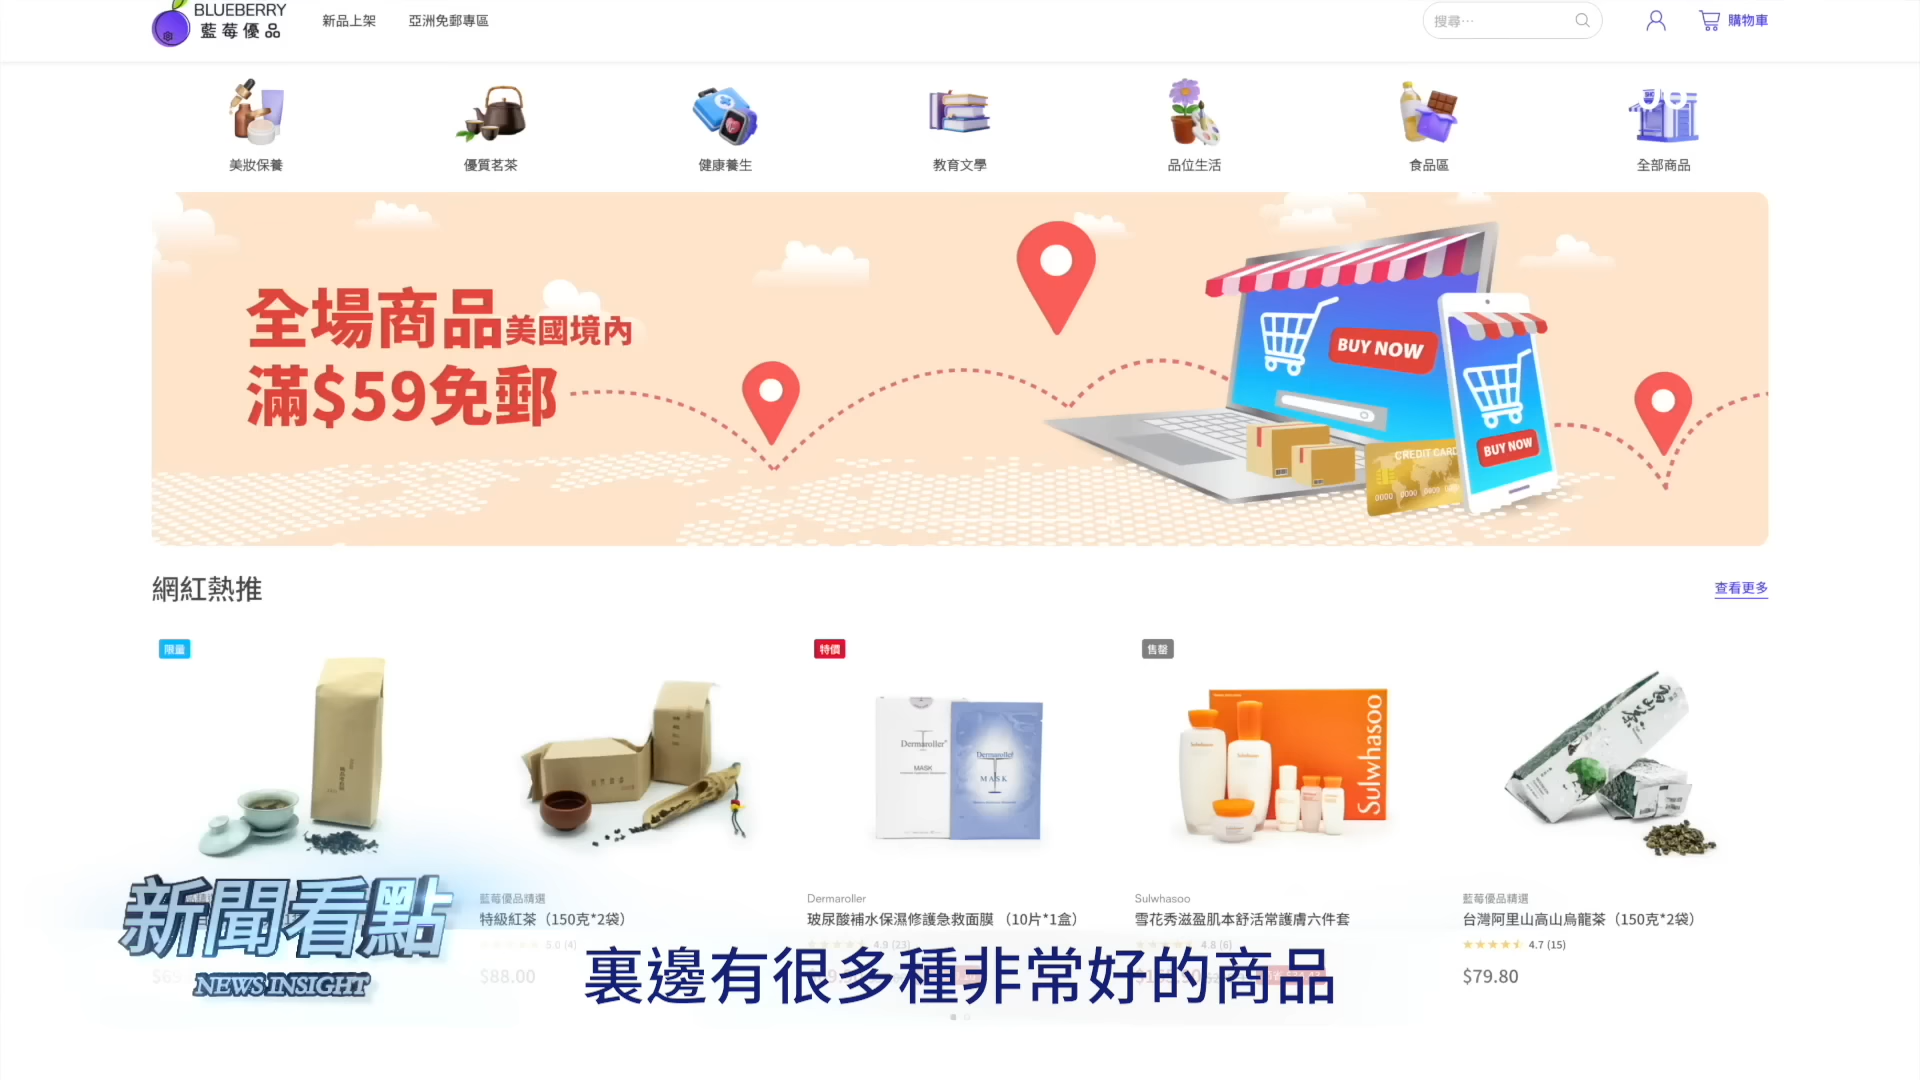 BLUEBERRY
藍莓優品
新品上架
亞洲免郵專區
搜尋…
購物車
美妝保養
優質茗茶
健康養生
教育文學
品位生活
食品區
全部商品
全場商品美國境內
滿$59免郵
BUY NOW
BUY NOW
CREDIT CARD
網紅熱推
查看更多
限量
特價
售罄
Dermaroller
MASK
Dermaroller
MASK
Sulwhasoo
藍莓優品精選
特級紅茶（150克*2袋）
5.0 (4)
$88.00
Dermaroller
玻尿酸補水保濕修護急救面膜 （10片*1盒）
4.9 (23)
Sulwhasoo
雪花秀滋盈肌本舒活常護膚六件套
4.8 (6)
藍莓優品精選
台灣阿里山高山烏龍茶（150克*2袋）
4.7 (15)
$79.80
新聞看點
NEWS INSIGHT
裏邊有很多種非常好的商品